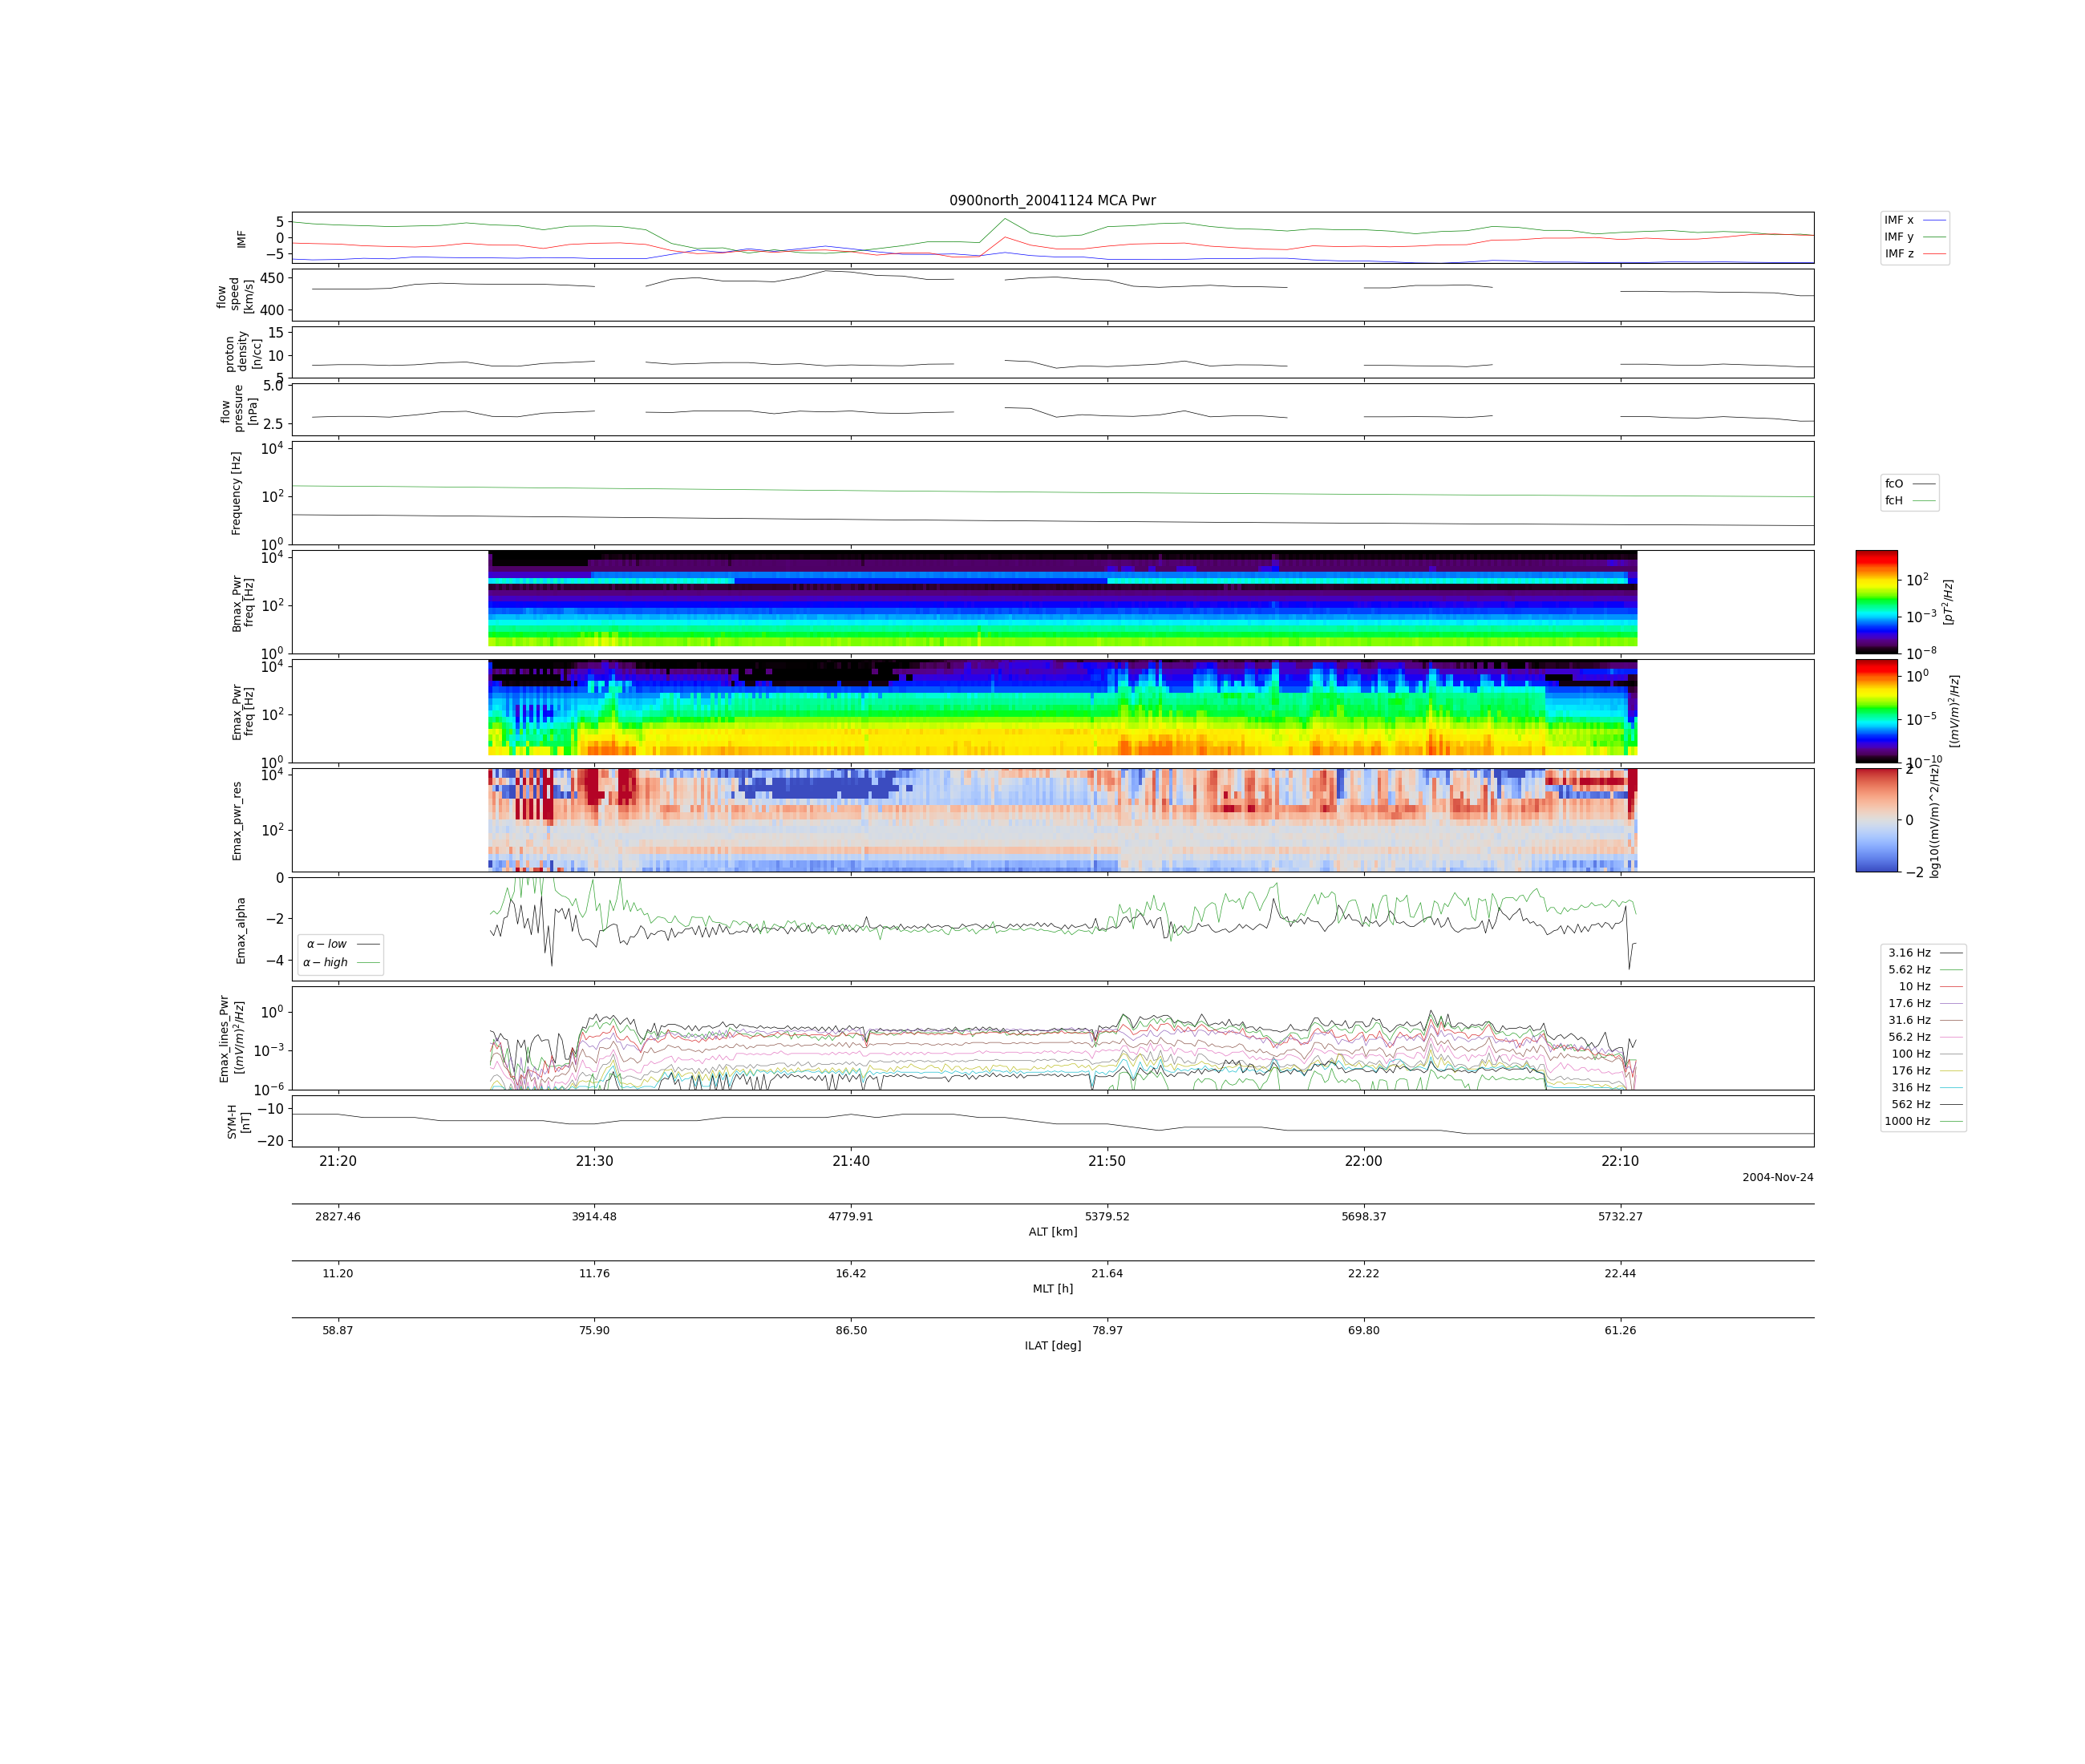 0900north_20041124 MCA Pwr
IMF
5
0
−5
IMF x
IMF y
IMF z
flow
speed
[km/s]
450
400
proton
density
[n/cc]
15
10
5
flow
pressure
[nPa]
5.0
2.5
Frequency [Hz]
10^4
10^2
10^0
fcO
fcH
Bmax_Pwr
freq [Hz]
10^4
10^2
10^0
10^2
10^−3
10^−8
[pT^2/Hz]
Emax_Pwr
freq [Hz]
10^4
10^2
10^0
10^0
10^−5
10^−10
[(mV/m)^2/Hz]
Emax_pwr_res
10^4
10^2
2
0
−2
log10((mV/m)^2/Hz)
Emax_alpha
0
−2
−4
α − low
α − high
Emax_lines_Pwr
[(mV/m)^2/Hz]
10^0
10^−3
10^−6
3.16 Hz
5.62 Hz
10 Hz
17.6 Hz
31.6 Hz
56.2 Hz
100 Hz
176 Hz
316 Hz
562 Hz
1000 Hz
SYM-H
[nT]
−10
−20
21:20 21:30 21:40 21:50 22:00 22:10
2004-Nov-24
2827.46 3914.48 4779.91 5379.52 5698.37 5732.27
ALT [km]
11.20 11.76 16.42 21.64 22.22 22.44
MLT [h]
58.87 75.90 86.50 78.97 69.80 61.26
ILAT [deg]